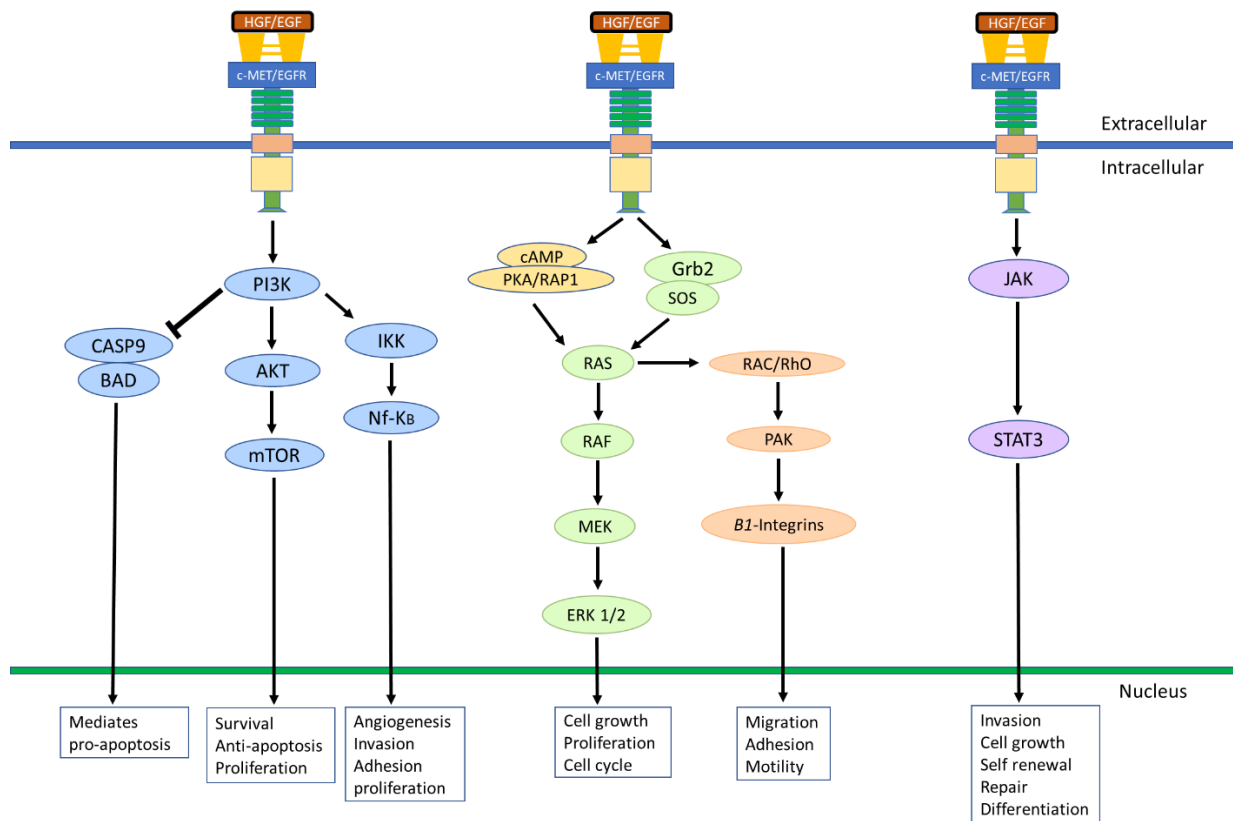 HGF/EGF
c-MET/EGFR
HGF/EGF
c-MET/EGFR
HGF/EGF
c-MET/EGFR
Extracellular
Intracellular
PI3K
CASP9
BAD
AKT
mTOR
IKK
Nf-KB
cAMP
PKA/RAP1
Grb2
SOS
RAS
RAF
MEK
ERK 1/2
RAC/RhO
PAK
B1-Integrins
JAK
STAT3
Nucleus
Mediates
pro-apoptosis
Survival
Anti-apoptosis
Proliferation
Angiogenesis
Invasion
Adhesion
proliferation
Cell growth
Proliferation
Cell cycle
Migration
Adhesion
Motility
Invasion
Cell growth
Self renewal
Repair
Differentiation